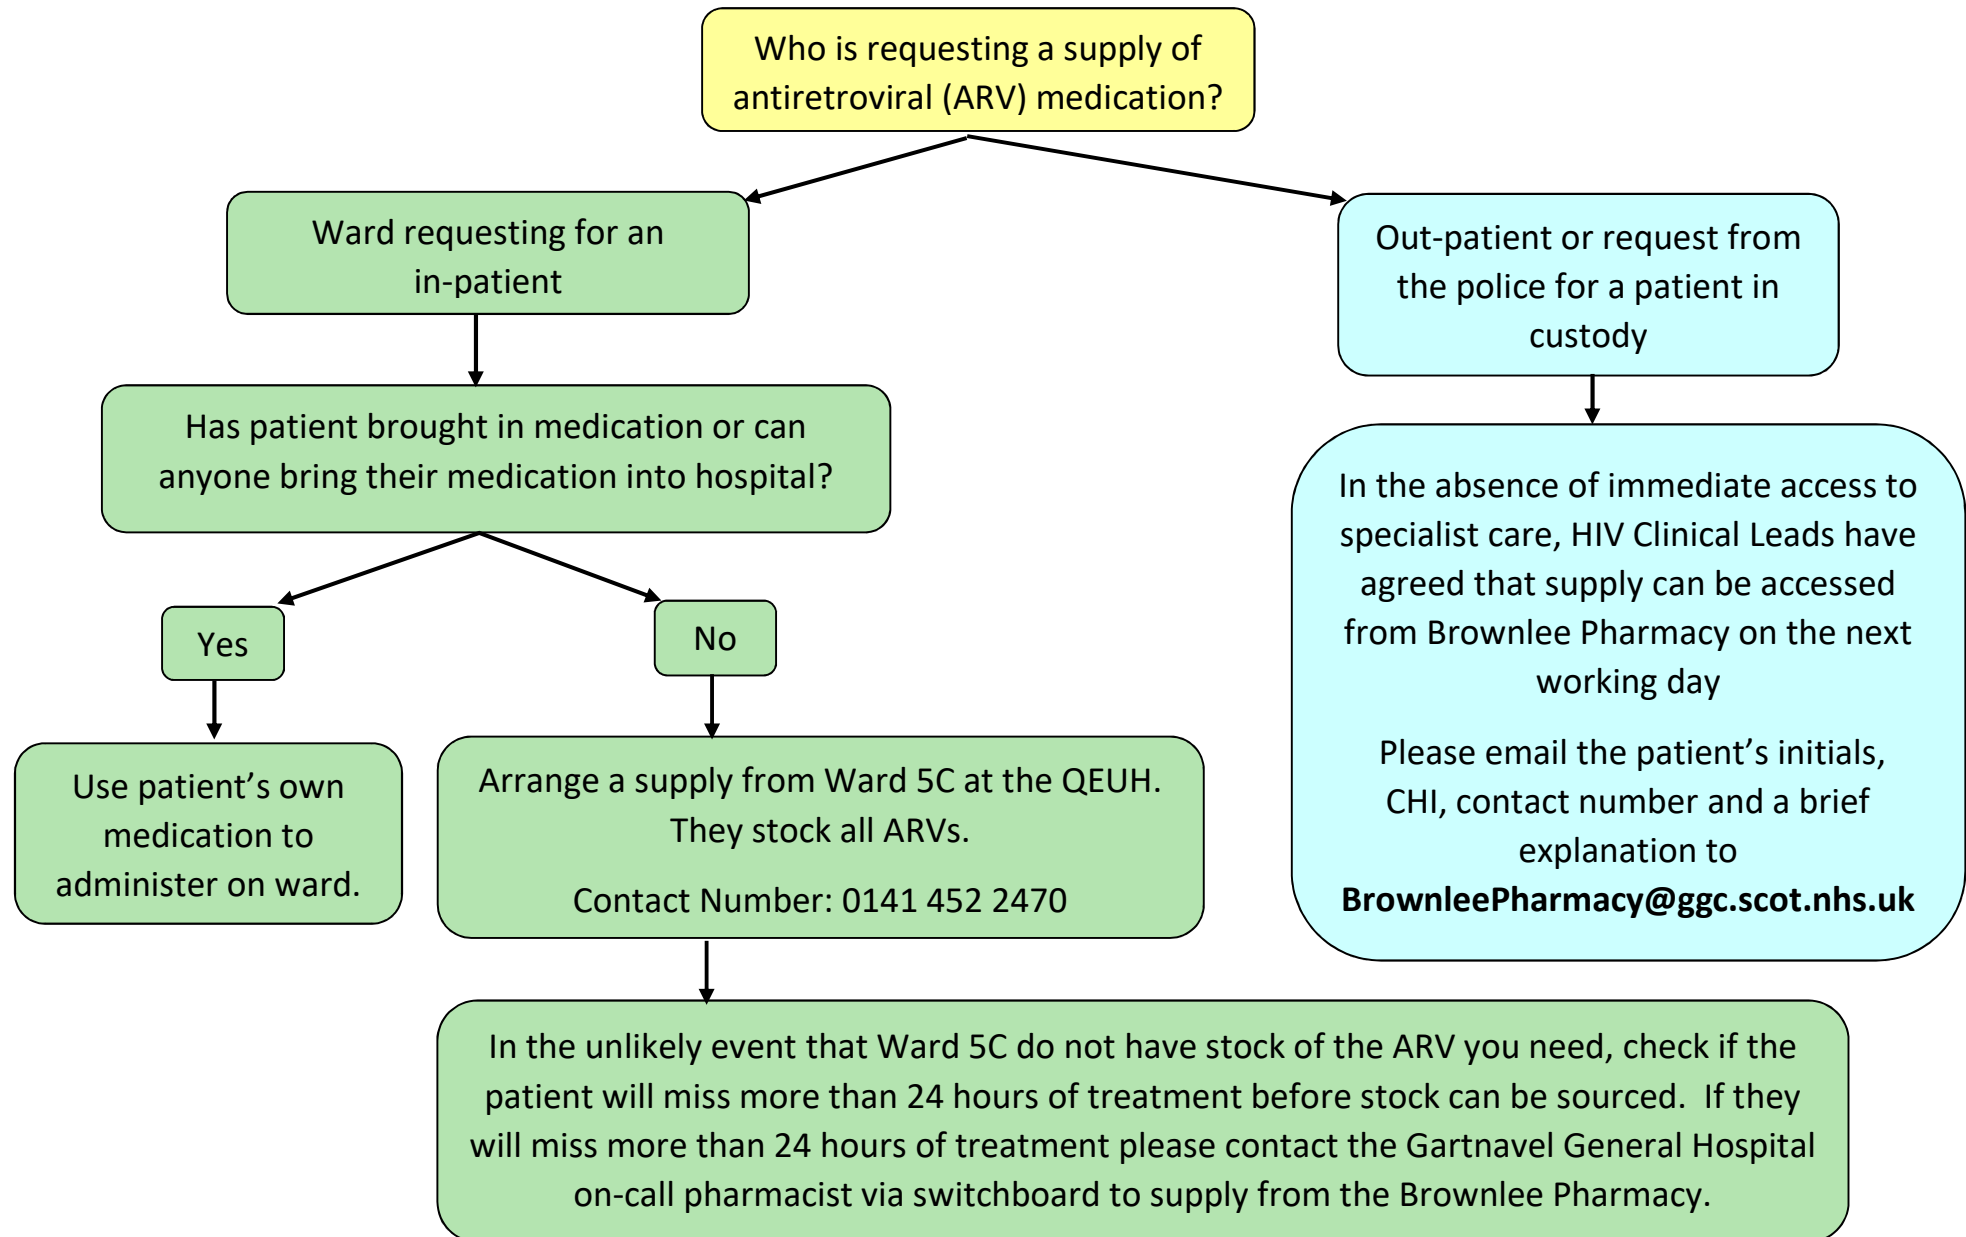 Who is requesting a supply of
antiretroviral (ARV) medication?
Ward requesting for an
in-patient
Out-patient or request from
the police for a patient in
custody
Has patient brought in medication or can
anyone bring their medication into hospital?
Yes
No
Use patient’s own
medication to
administer on ward.
Arrange a supply from Ward 5C at the QEUH.
They stock all ARVs.
Contact Number: 0141 452 2470
In the unlikely event that Ward 5C do not have stock of the ARV you need, check if the
patient will miss more than 24 hours of treatment before stock can be sourced.  If they
will miss more than 24 hours of treatment please contact the Gartnavel General Hospital
on-call pharmacist via switchboard to supply from the Brownlee Pharmacy.
In the absence of immediate access to
specialist care, HIV Clinical Leads have
agreed that supply can be accessed
from Brownlee Pharmacy on the next
working day
Please email the patient’s initials,
CHI, contact number and a brief
explanation to
BrownleePharmacy@ggc.scot.nhs.uk